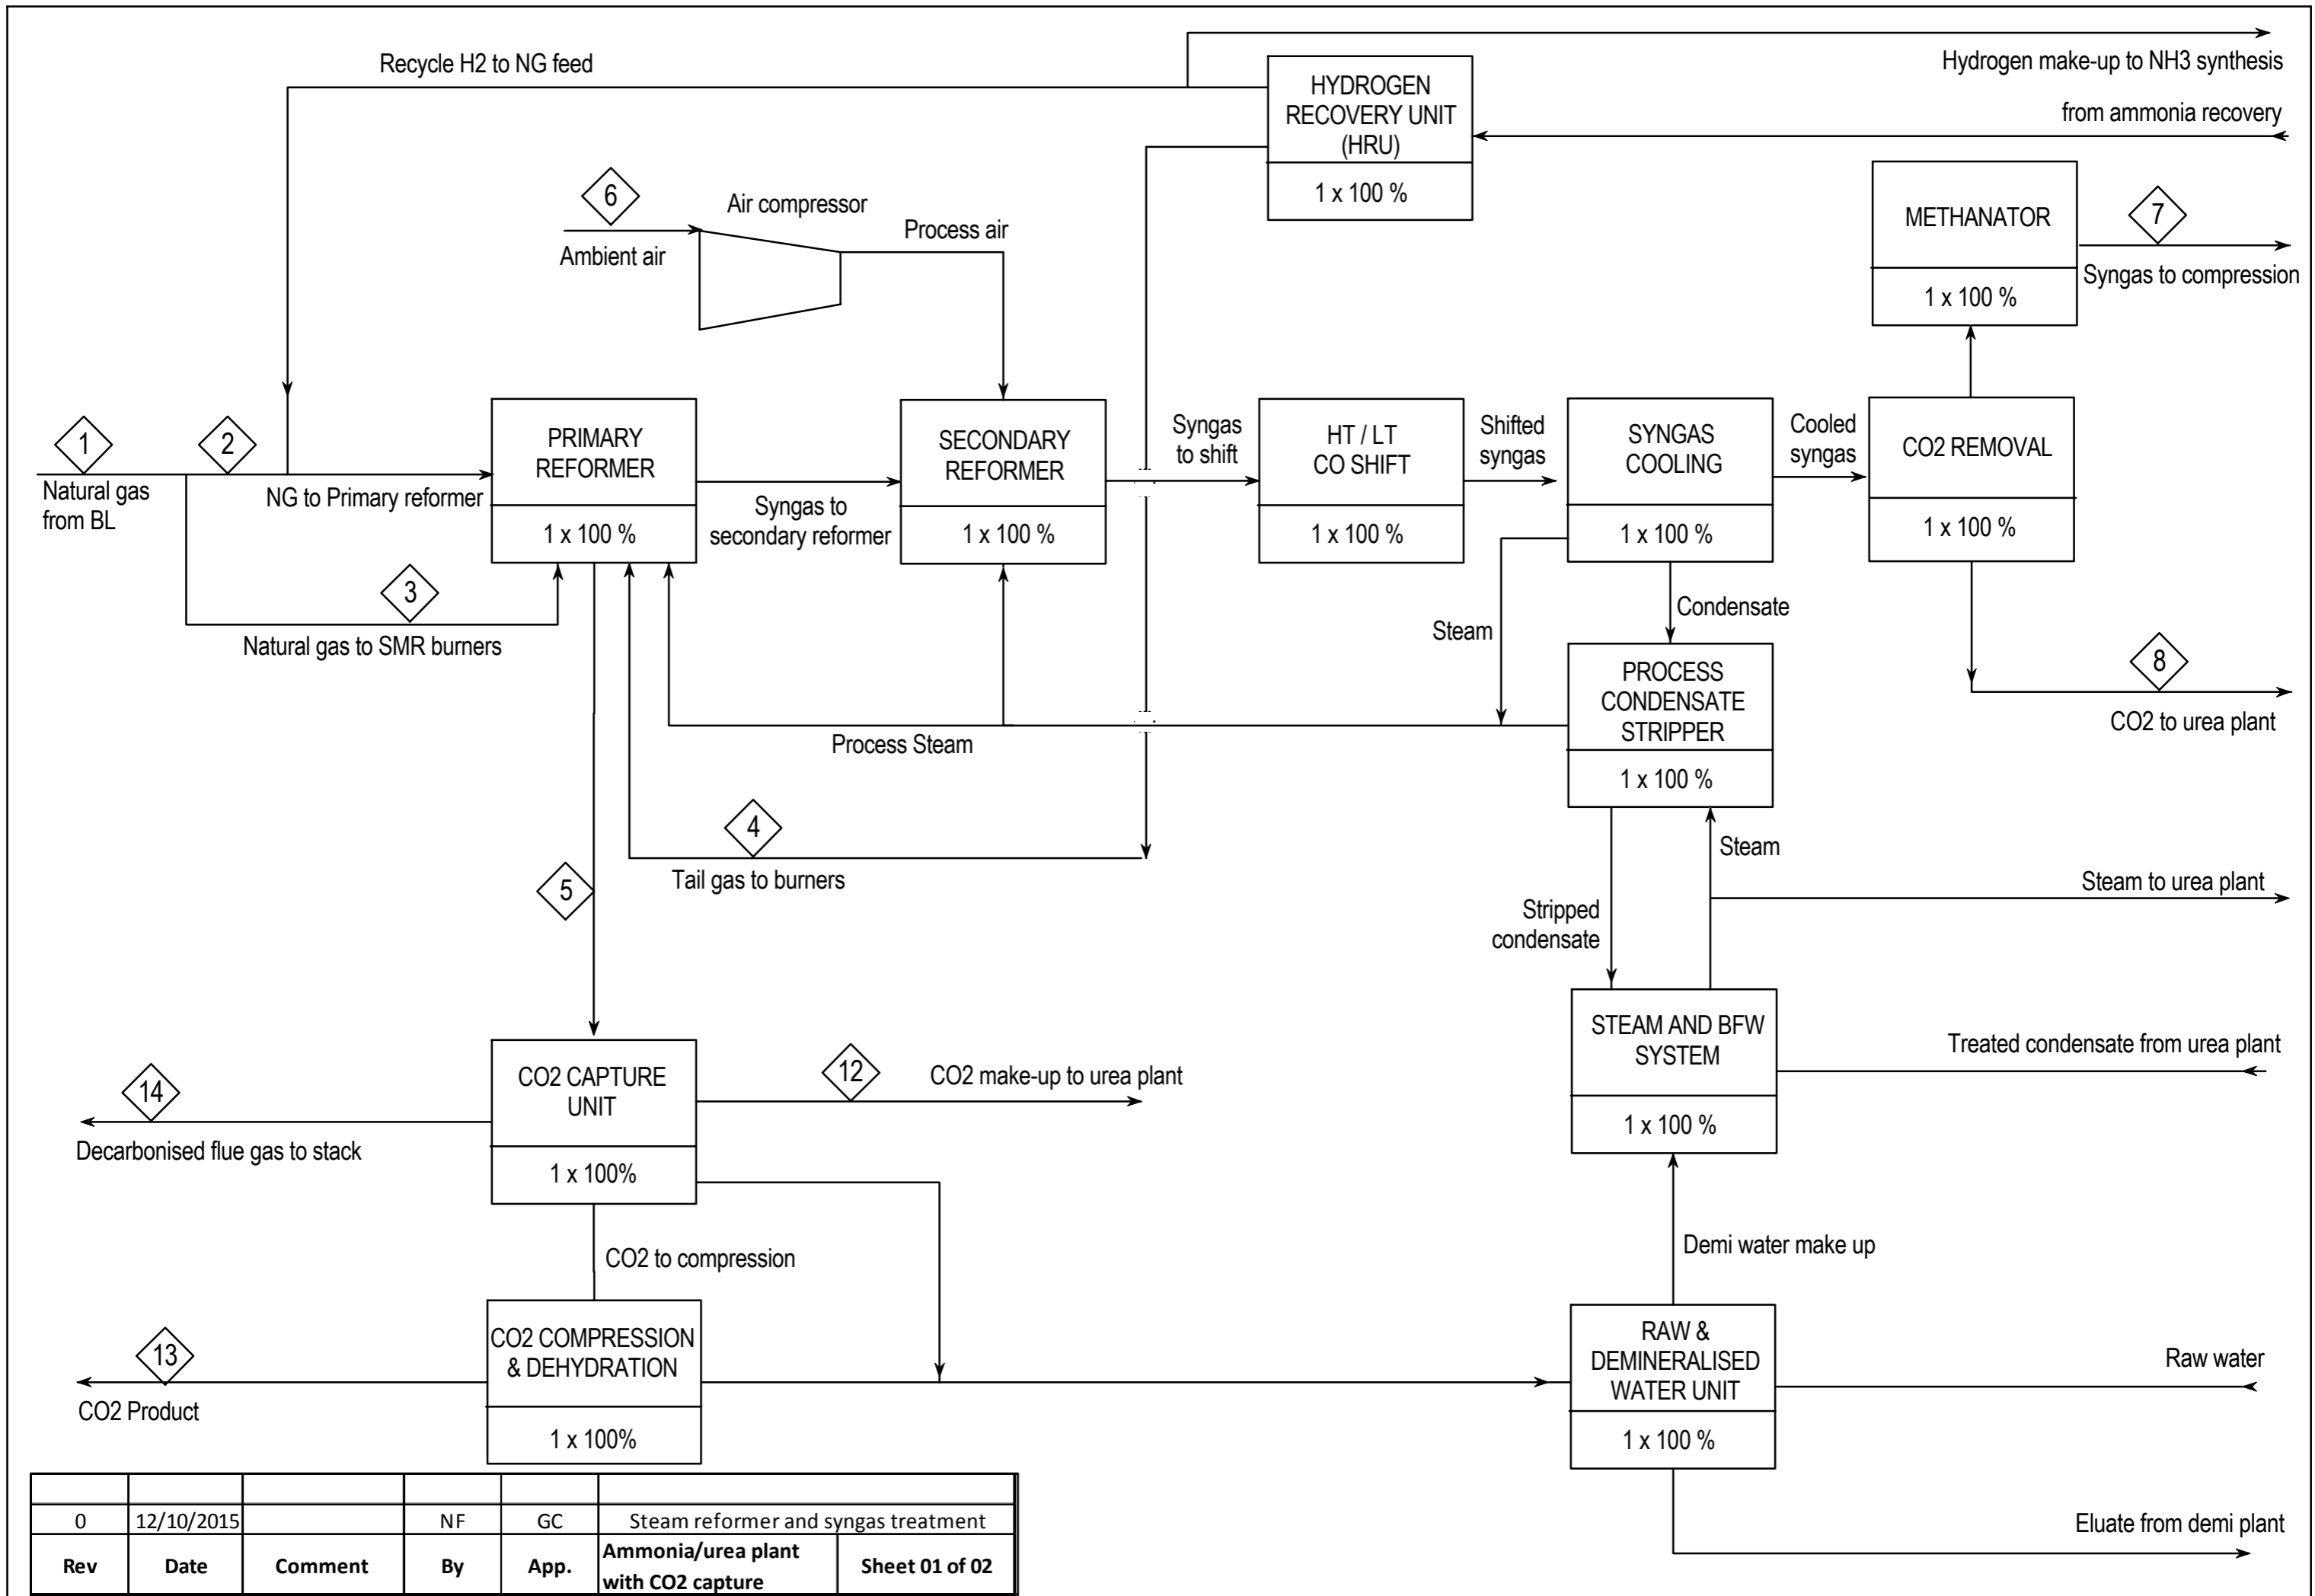 Recycle H2 to NG feed
Hydrogen make-up to NH3 synthesis
HYDROGEN
RECOVERY UNIT
(HRU)
1 x 100 %
from ammonia recovery
6
Air compressor
Process air
Ambient air
METHANATOR
1 x 100 %
7
Syngas to compression
1
2
Natural gas
from BL
NG to Primary reformer
PRIMARY
REFORMER
1 x 100 %
Syngas to
secondary reformer
SECONDARY
REFORMER
1 x 100 %
Syngas
to shift
HT / LT
CO SHIFT
1 x 100 %
Shifted
syngas
SYNGAS
COOLING
1 x 100 %
Cooled
syngas
CO2 REMOVAL
1 x 100 %
3
Natural gas to SMR burners
Steam
Condensate
PROCESS
CONDENSATE
STRIPPER
1 x 100 %
8
CO2 to urea plant
Process Steam
4
Tail gas to burners
5
Steam
Steam to urea plant
Stripped
condensate
STEAM AND BFW
SYSTEM
1 x 100 %
Treated condensate from urea plant
CO2 CAPTURE
UNIT
1 x 100%
12
CO2 make-up to urea plant
14
Decarbonised flue gas to stack
CO2 to compression
Demi water make up
CO2 COMPRESSION
& DEHYDRATION
1 x 100%
13
CO2 Product
RAW &
DEMINERALISED
WATER UNIT
1 x 100 %
Raw water
Eluate from demi plant
0 12/10/2015 NF GC Steam reformer and syngas treatment
Rev Date Comment By App. Ammonia/urea plant
with CO2 capture Sheet 01 of 02